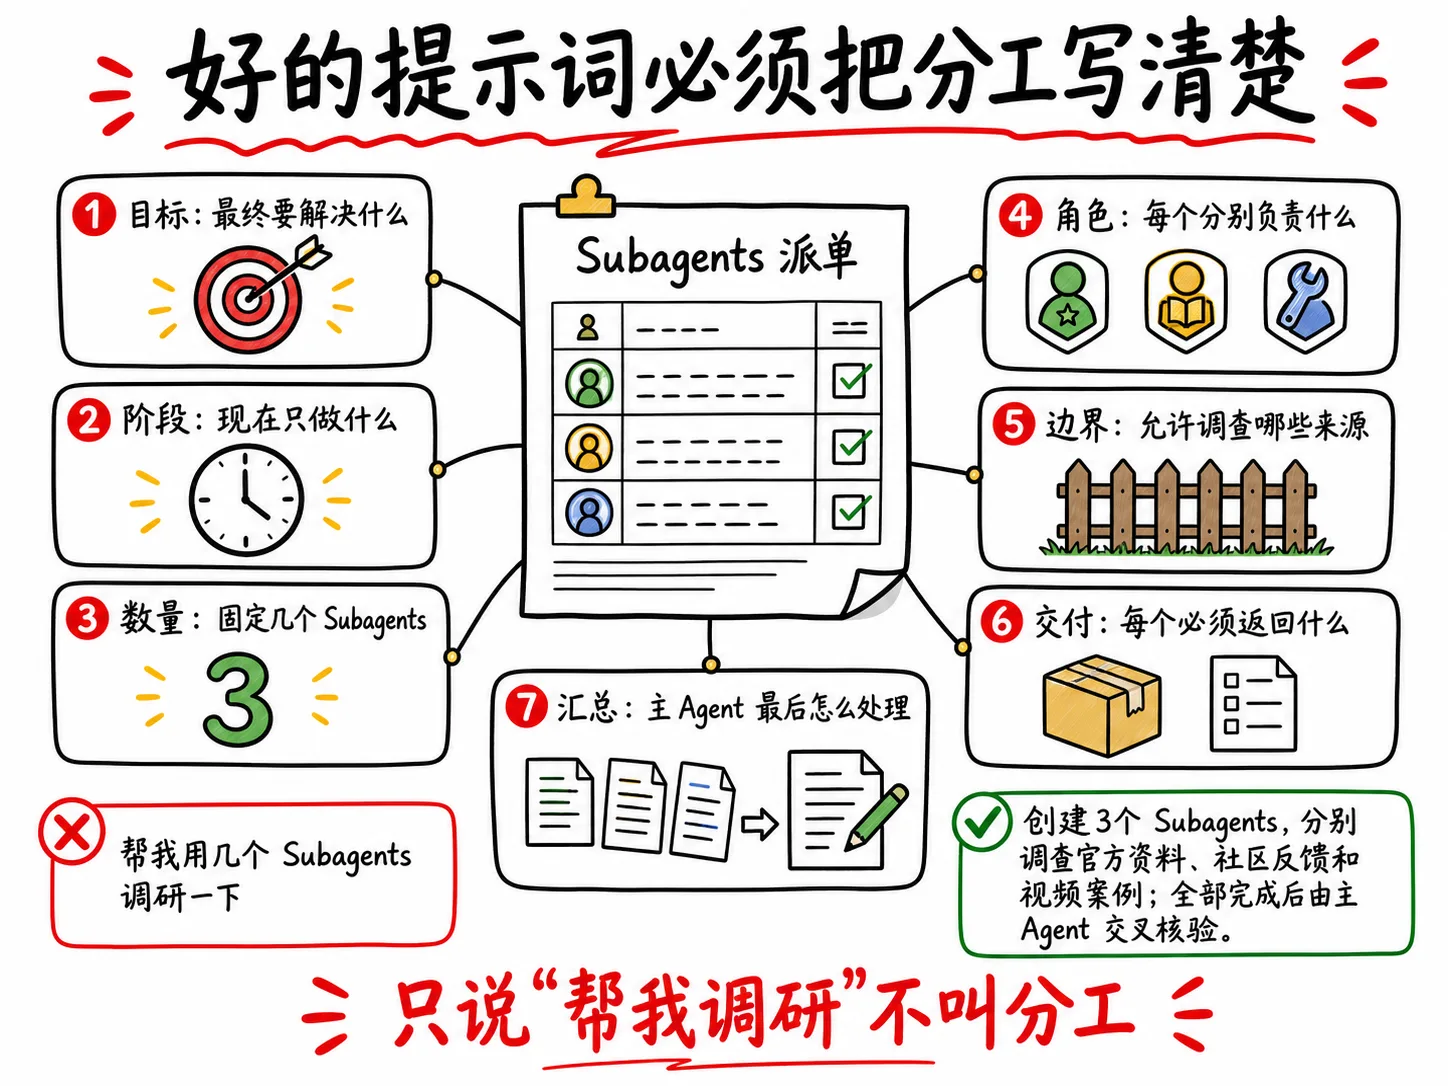 好的提示词必须把分工写清楚
1 目标：最终要解决什么
2 阶段：现在只做什么
3 数量：固定几个 Subagents
3
Subagents 派单
4 角色：每个分别负责什么
5 边界：允许调查哪些来源
6 交付：每个必须返回什么
7 汇总：主 Agent 最后怎么处理
帮我用几个 Subagents
调研一下
创建3个 Subagents，分别
调查官方资料、社区反馈和
视频案例；全部完成后由主
Agent 交叉核验。
只说“帮我调研”不叫分工